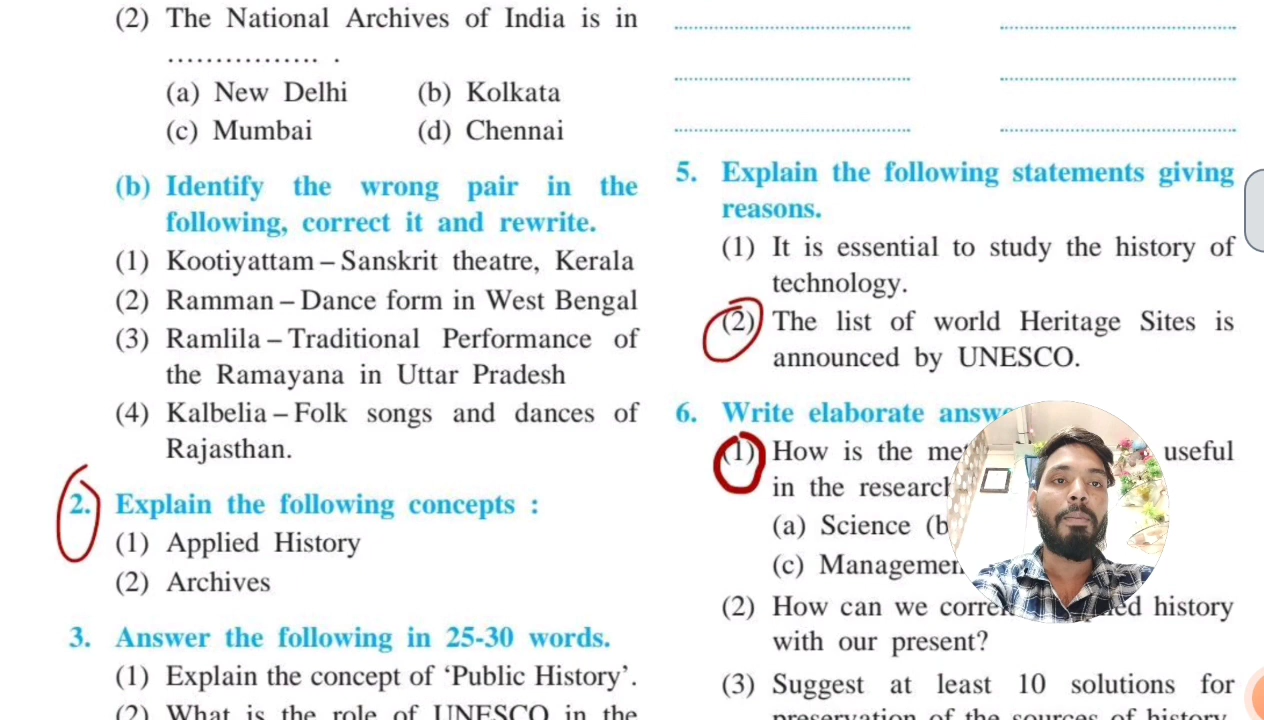 (2) The National Archives of India is in
................ .
(a) New Delhi (b) Kolkata
(c) Mumbai (d) Chennai
(b) Identify the wrong pair in the
following, correct it and rewrite.
(1) Kootiyattam – Sanskrit theatre, Kerala
(2) Ramman – Dance form in West Bengal
(3) Ramlila – Traditional Performance of
the Ramayana in Uttar Pradesh
(4) Kalbelia – Folk songs and dances of
Rajasthan.
2. Explain the following concepts :
(1) Applied History
(2) Archives
3. Answer the following in 25-30 words.
(1) Explain the concept of ‘Public History’.
(2) What is the role of UNESCO in the
5. Explain the following statements giving
reasons.
(1) It is essential to study the history of
technology.
(2) The list of world Heritage Sites is
announced by UNESCO.
6. Write elaborate
(1) How is the useful
in the
(a) Science
(c)
(2) How can we history
with our present?
(3) Suggest at least 10 solutions for
preservation of the sources of history.